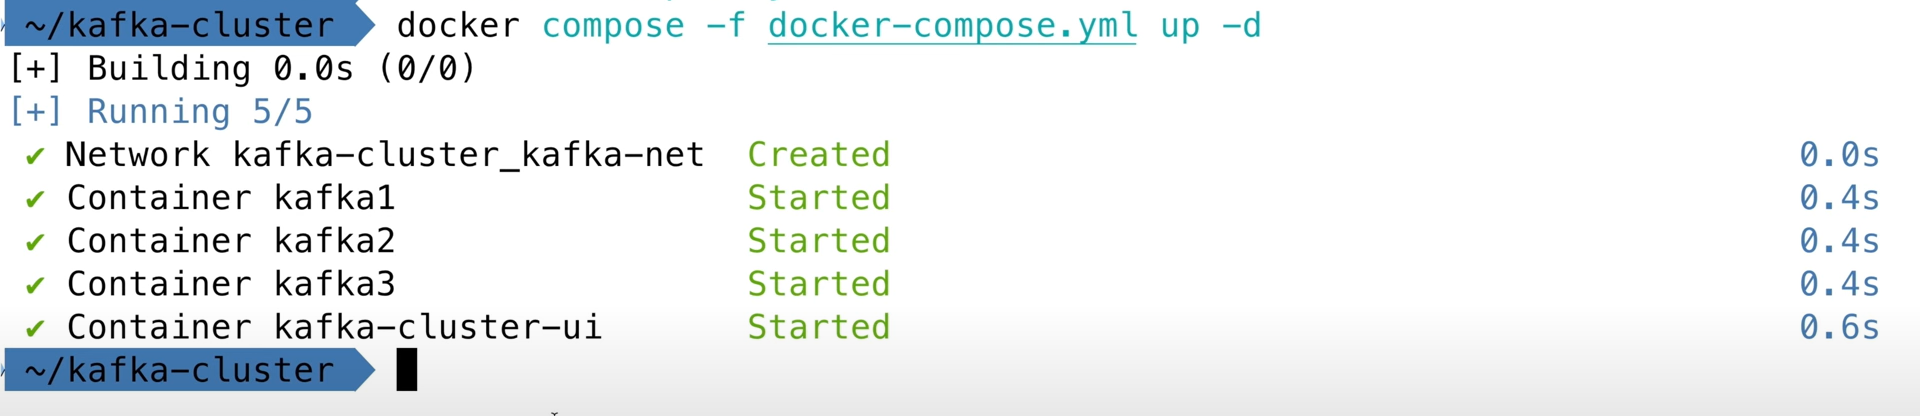 ~/kafka-cluster docker compose -f docker-compose.yml up -d
[+] Building 0.0s (0/0)
[+] Running 5/5
✔ Network kafka-cluster_kafka-net Created 0.0s
✔ Container kafka1 Started 0.4s
✔ Container kafka2 Started 0.4s
✔ Container kafka3 Started 0.4s
✔ Container kafka-cluster-ui Started 0.6s
~/kafka-cluster